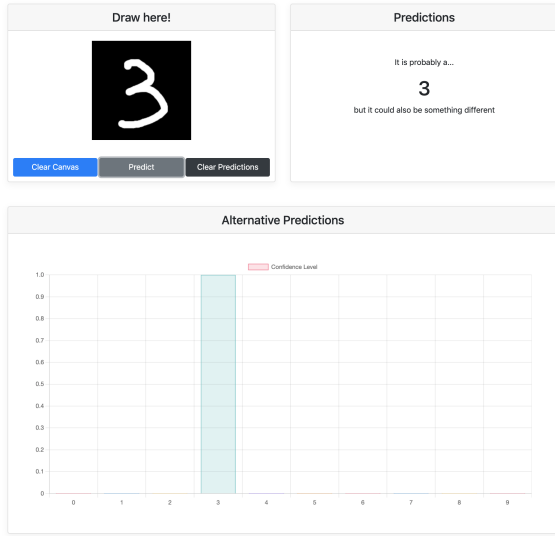 Draw here!
3
Clear Canvas
Predict
Clear Predictions
Predictions
It is probably a...
3
but it could also be something different
Alternative Predictions
Confidence Level
1.0
0.9
0.8
0.7
0.6
0.5
0.4
0.3
0.2
0.1
0
0 1 2 3 4 5 6 7 8 9